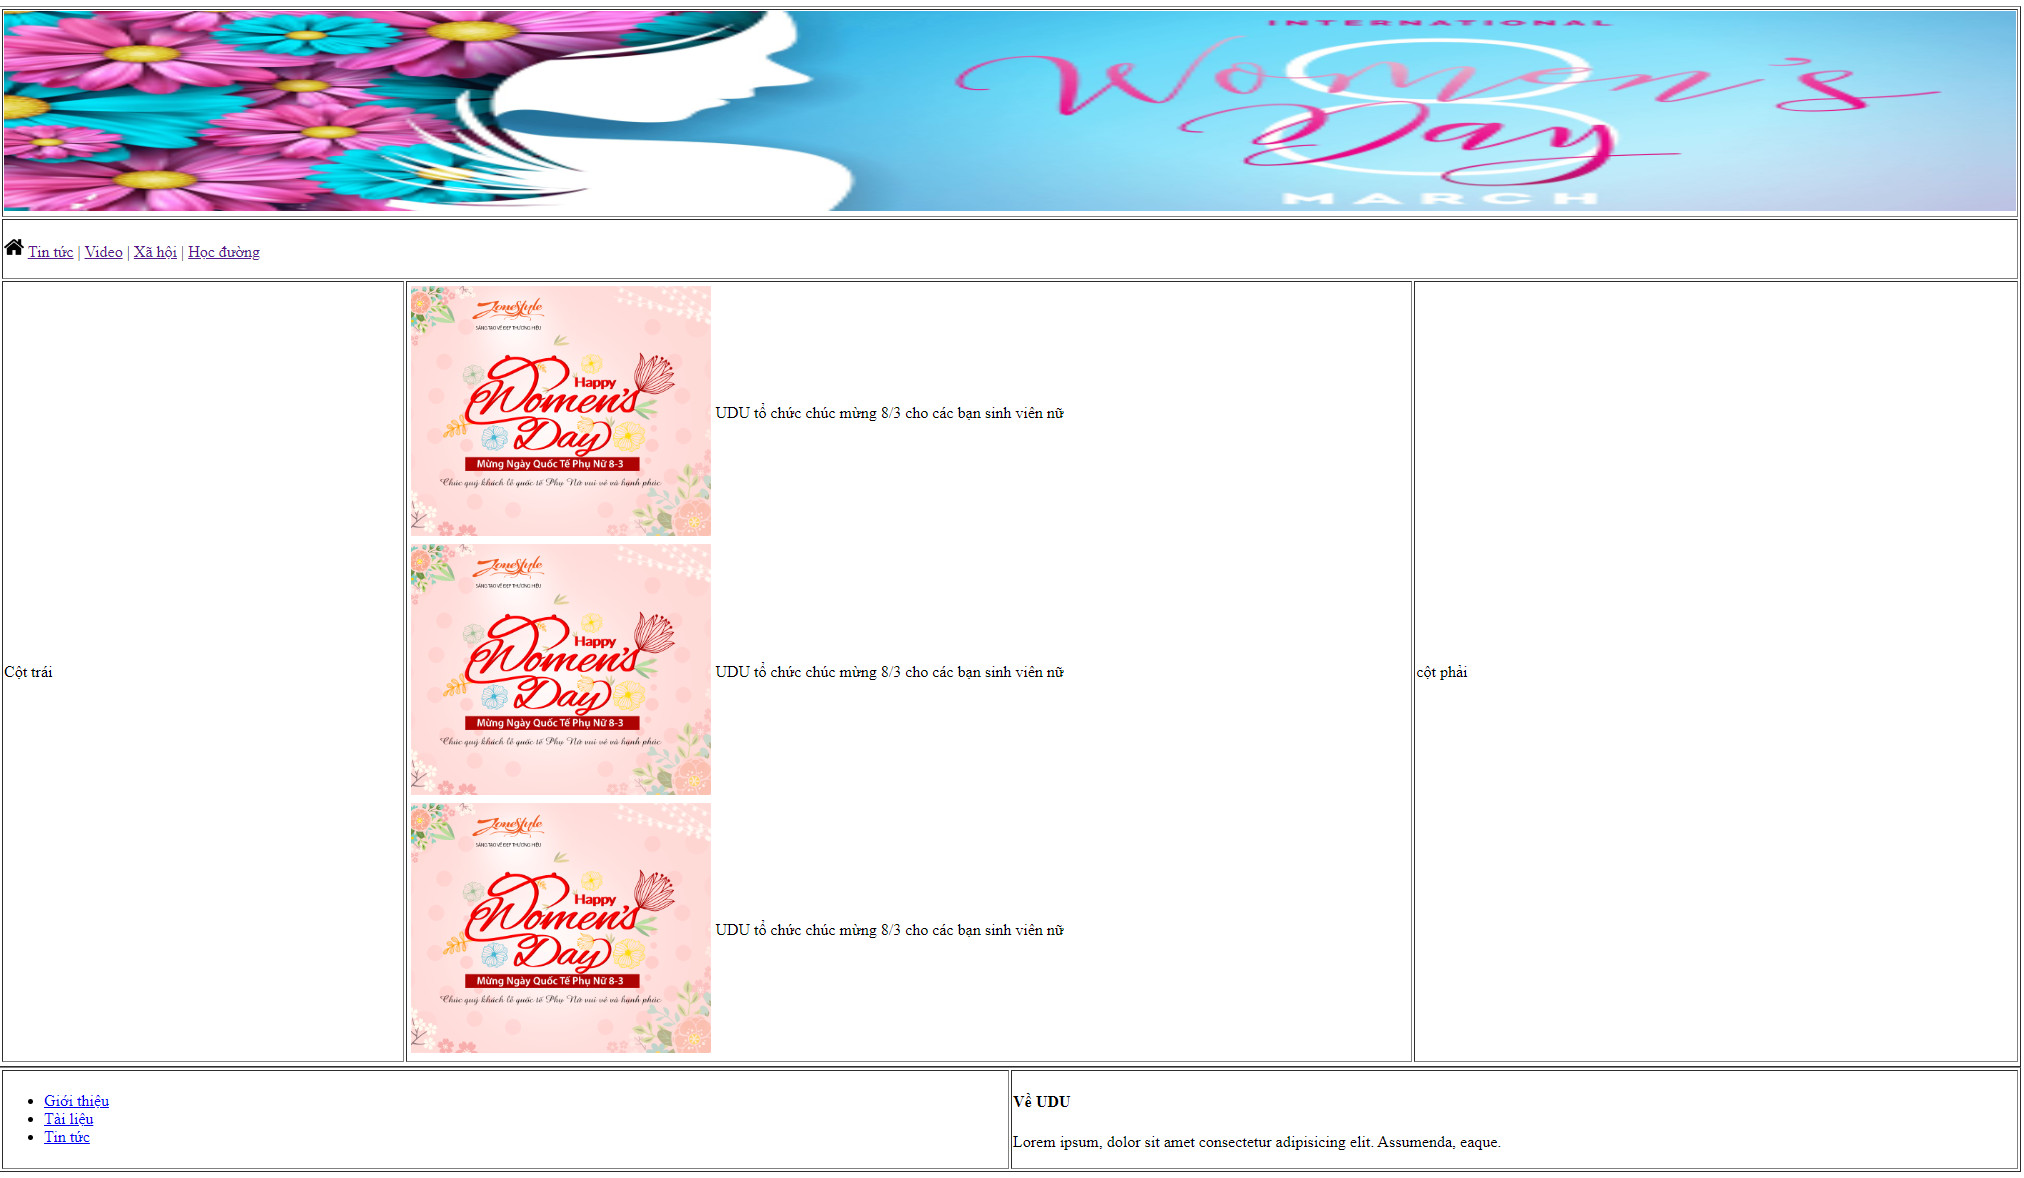 INTERNATIONAL
Women's
Day
8
MARCH
Tin tức | Video | Xã hội | Học đường
Cột trái
ZoneStyle
SÁNG TẠO VẺ ĐẸP THƯƠNG HIỆU
Happy
Women's
Day
Mừng Ngày Quốc Tế Phụ Nữ 8-3
Chúc quý khách lễ quốc tế Phụ Nữ vui vẻ và hạnh phúc
UDU tổ chức chúc mừng 8/3 cho các bạn sinh viên nữ
ZoneStyle
SÁNG TẠO VẺ ĐẸP THƯƠNG HIỆU
Happy
Women's
Day
Mừng Ngày Quốc Tế Phụ Nữ 8-3
Chúc quý khách lễ quốc tế Phụ Nữ vui vẻ và hạnh phúc
UDU tổ chức chúc mừng 8/3 cho các bạn sinh viên nữ
ZoneStyle
SÁNG TẠO VẺ ĐẸP THƯƠNG HIỆU
Happy
Women's
Day
Mừng Ngày Quốc Tế Phụ Nữ 8-3
Chúc quý khách lễ quốc tế Phụ Nữ vui vẻ và hạnh phúc
UDU tổ chức chúc mừng 8/3 cho các bạn sinh viên nữ
cột phải
Giới thiệu
Tài liệu
Tin tức
Về UDU
Lorem ipsum, dolor sit amet consectetur adipisicing elit. Assumenda, eaque.